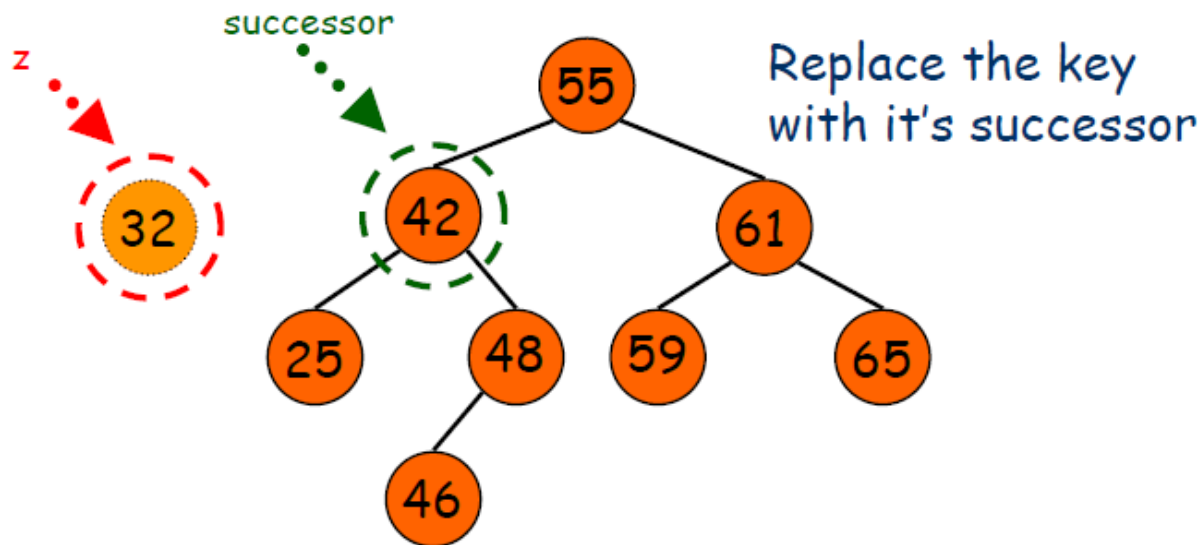 successor
z
Replace the key
with it's successor
55
32
42
61
25
48
59
65
46